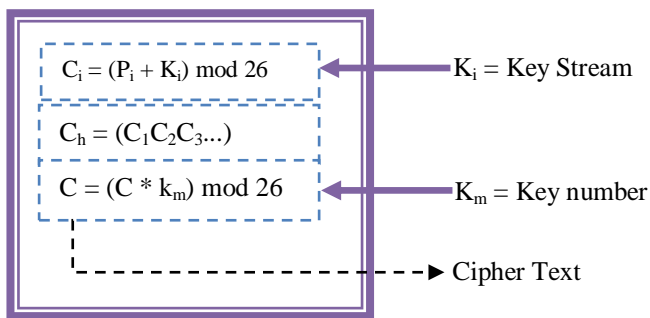 Cᵢ = (Pᵢ + Kᵢ) mod 26
Kᵢ = Key Stream
Cₕ = (C₁C₂C₃...)
C = (C * kₘ) mod 26
Kₘ = Key number
Cipher Text